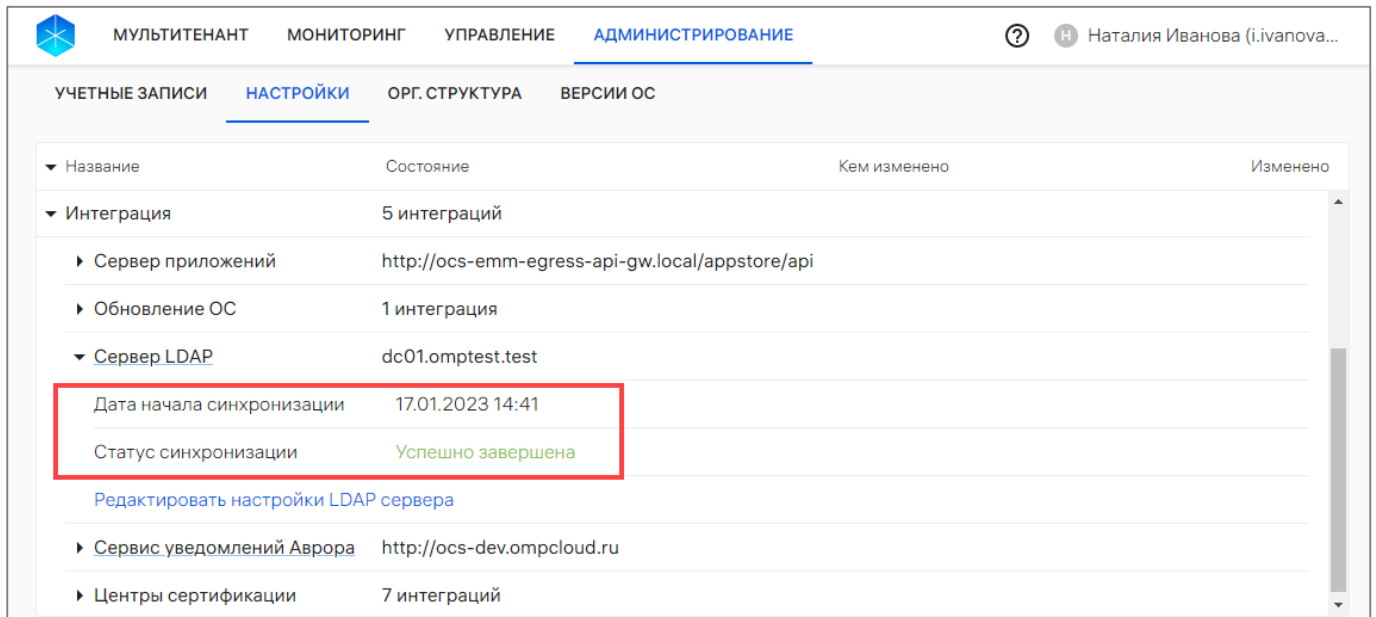 МУЛЬТИТЕНАНТ МОНИТОРИНГ УПРАВЛЕНИЕ АДМИНИСТРИРОВАНИЕ ? Н Наталия Иванова (i.ivanova...
УЧЕТНЫЕ ЗАПИСИ НАСТРОЙКИ ОРГ. СТРУКТУРА ВЕРСИИ ОС
Название Состояние Кем изменено Изменено
Интеграция 5 интеграций
Сервер приложений http://ocs-emm-egress-api-gw.local/appstore/api
Обновление ОС 1 интеграция
Сервер LDAP dc01.omptest.test
Дата начала синхронизации 17.01.2023 14:41
Статус синхронизации Успешно завершена
Редактировать настройки LDAP сервера
Сервис уведомлений Аврора http://ocs-dev.ompcloud.ru
Центры сертификации 7 интеграций